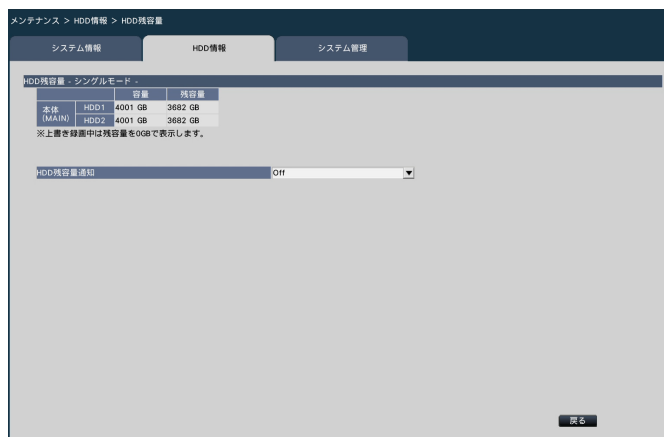 メンテナンス > HDD情報 > HDD残容量
システム情報 HDD情報 システム管理
HDD残容量 - シングルモード -
容量 残容量
本体 (MAIN) HDD1 4001 GB 3682 GB
HDD2 4001 GB 3682 GB
※上書き録画中は残容量を0GBで表示します。
HDD残容量通知 Off
戻る